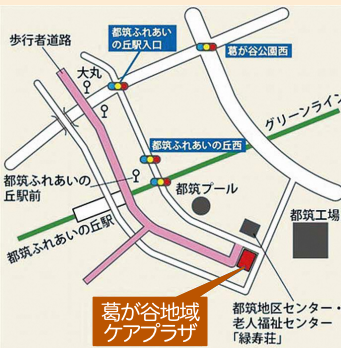 歩行者道路
大丸
都筑ふれあい
の丘駅入口
葛が谷公園西
グリーンライン
都筑ふれあいの丘西
都筑ふれあいの
丘駅前
都筑プール
都筑ふれあいの丘駅
都筑工場
葛が谷地域
ケアプラザ
都筑地区センター・
老人福祉センター
「緑寿荘」